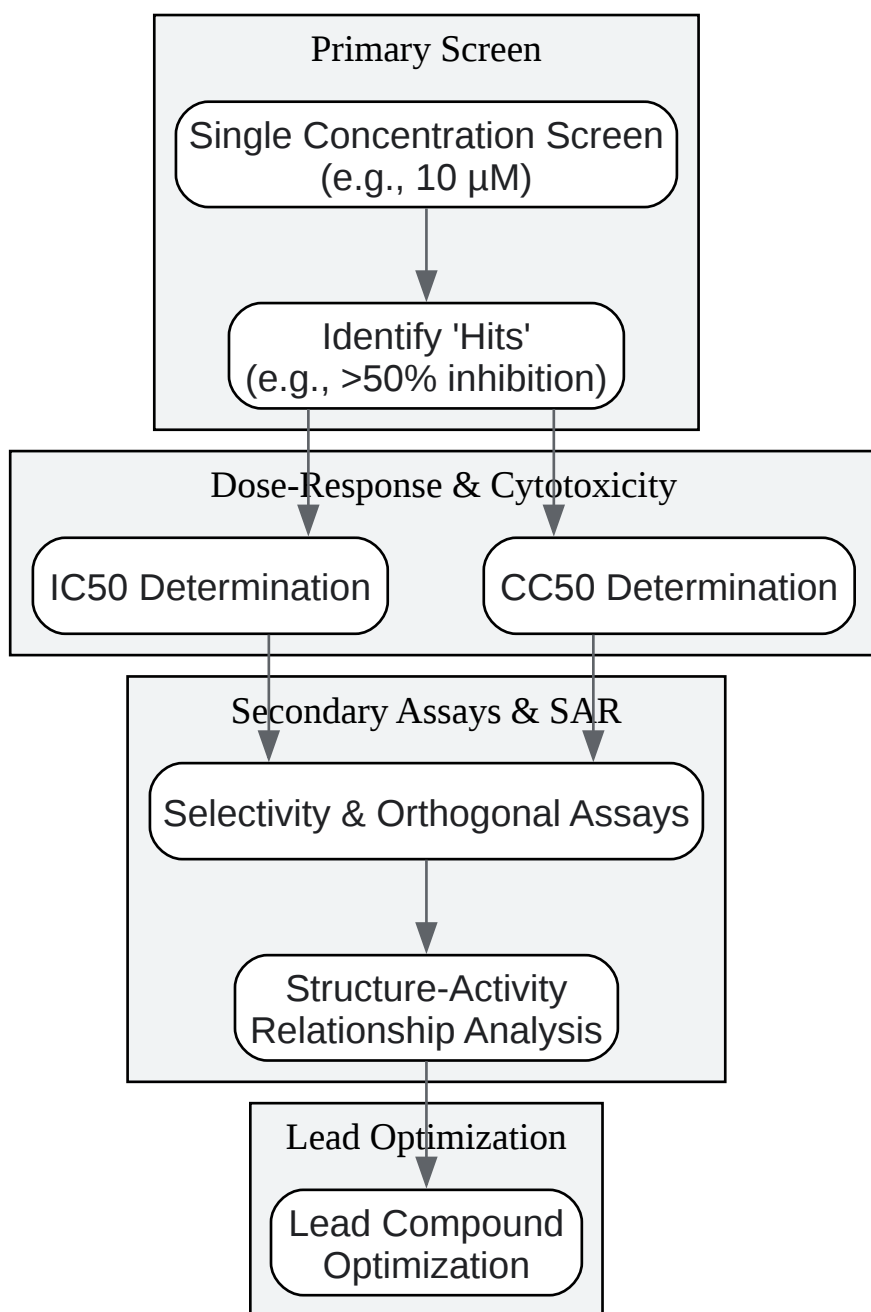 Primary Screen
Single Concentration Screen
(e.g., 10 µM)
Identify 'Hits'
(e.g., >50% inhibition)
Dose-Response & Cytotoxicity
IC50 Determination
CC50 Determination
Secondary Assays & SAR
Selectivity & Orthogonal Assays
Structure-Activity
Relationship Analysis
Lead Optimization
Lead Compound
Optimization